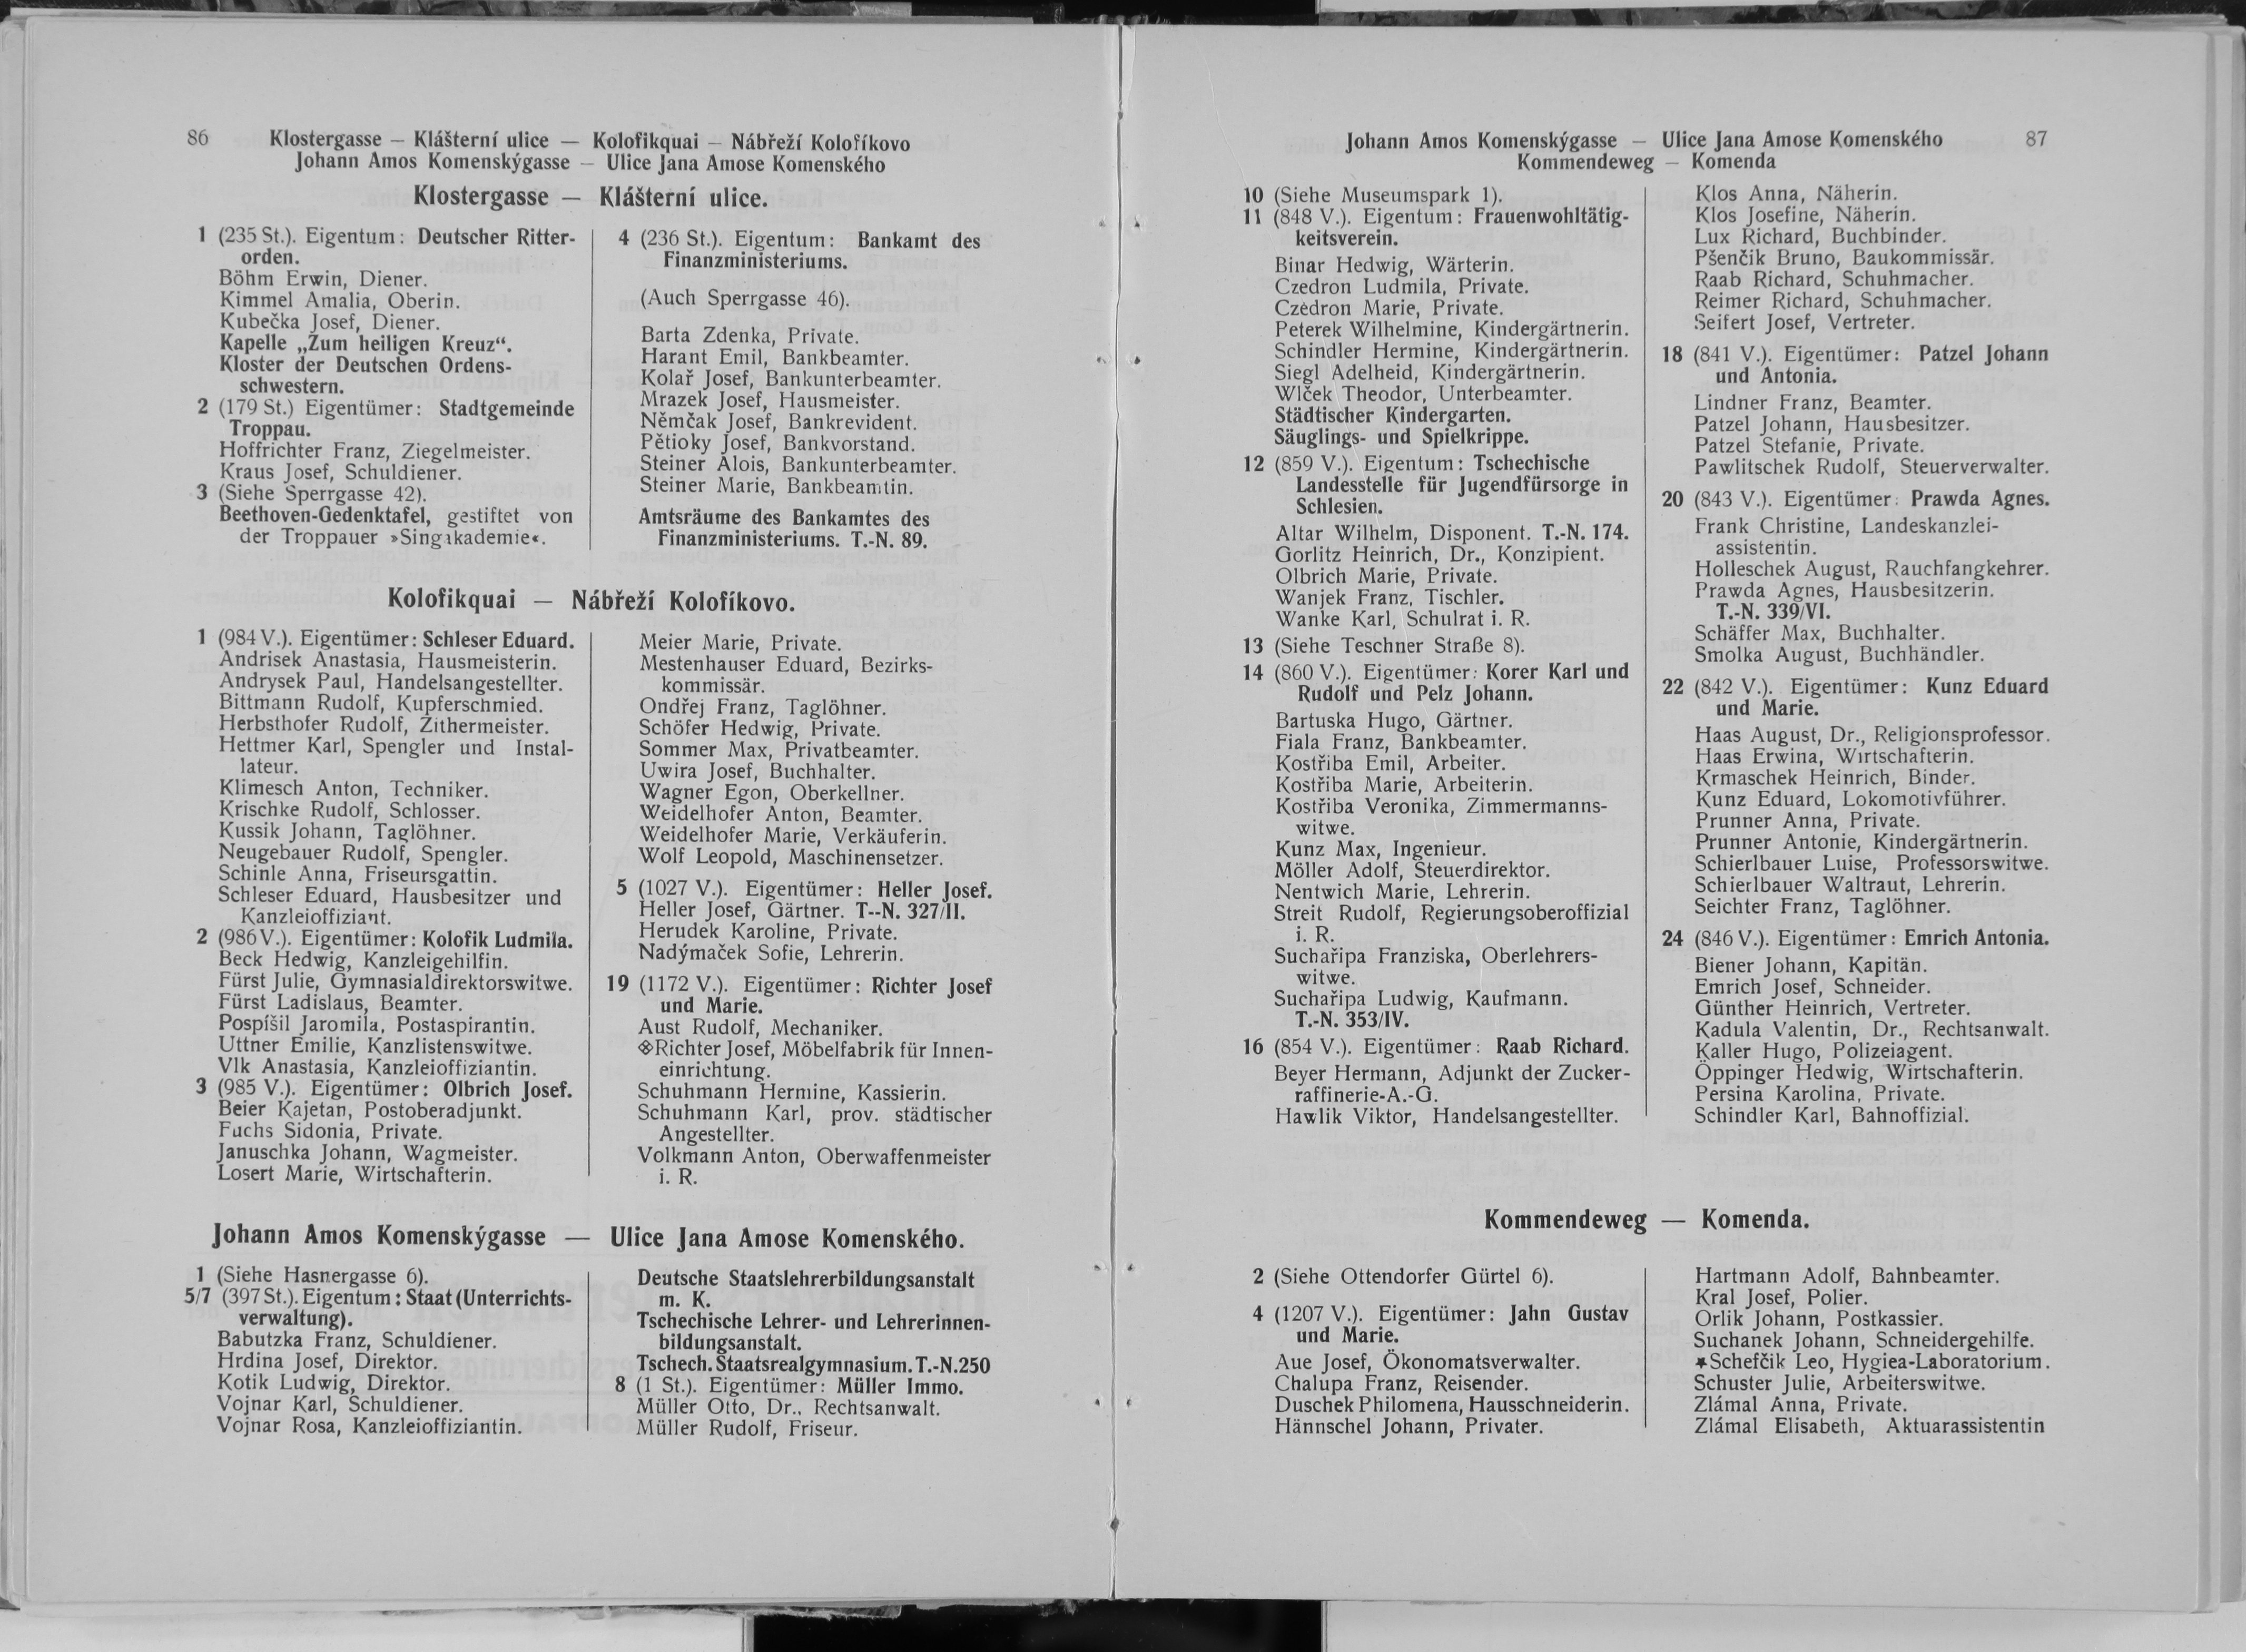 86 Klostergasse — Klášterní ulice — Kolofikquai — Nábřeží Kolofíkovo
Johann Amos Komenskýgasse — Ulice Jana Amose Komenského
Klostergasse — Klášterní ulice.
1 (235 St.). Eigentum: Deutscher Ritter-
orden.
Böhm Erwin, Diener.
Kimmel Amalia, Oberin.
Kubečka Josef, Diener.
Kapelle „Zum heiligen Kreuz“.
Kloster der Deutschen Ordens-
schwestern.
2 (179 St.) Eigentümer: Stadtgemeinde
Troppau.
Hoffrichter Franz, Ziegelmeister.
Kraus Josef, Schuldiener.
3 (Siehe Sperrgasse 42).
Beethoven-Gedenktafel, gestiftet von
der Troppauer »Singakademie«.
4 (236 St.). Eigentum: Bankamt des
Finanzministeriums.
(Auch Sperrgasse 46).
Barta Zdenka, Private.
Harant Emil, Bankbeamter.
Kolař Josef, Bankunterbeamter.
Mrazek Josef, Hausmeister.
Němčak Josef, Bankrevident.
Pětioky Josef, Bankvorstand.
Steiner Alois, Bankunterbeamter.
Steiner Marie, Bankbeamtin.
Amtsräume des Bankamtes des
Finanzministeriums. T.-N. 89.
Kolofikquai — Nábřeží Kolofíkovo.
1 (984 V.). Eigentümer: Schleser Eduard.
Andrisek Anastasia, Hausmeisterin.
Andrysek Paul, Handelsangestellter.
Bittmann Rudolf, Kupferschmied.
Herbsthofer Rudolf, Zithermeister.
Hettmer Karl, Spengler und Instal-
lateur.
Klimesch Anton, Techniker.
Krischke Rudolf, Schlosser.
Kussik Johann, Taglöhner.
Neugebauer Rudolf, Spengler.
Schinle Anna, Friseursgattin.
Schleser Eduard, Hausbesitzer und
Kanzleioffiziant.
2 (986 V.). Eigentümer: Kolofik Ludmila.
Beck Hedwig, Kanzleigehilfin.
Fürst Julie, Gymnasialdirektorswitwe.
Fürst Ladislaus, Beamter.
Pospíšil Jaromila, Postaspirantin.
Uttner Emilie, Kanzlistenswitwe.
Vlk Anastasia, Kanzleioffiziantin.
3 (985 V.). Eigentümer: Olbrich Josef.
Beier Kajetan, Postoberadjunkt.
Fuchs Sidonia, Private.
Januschka Johann, Wagmeister.
Losert Marie, Wirtschafterin.
Meier Marie, Private.
Mestenhauser Eduard, Bezirks-
kommissär.
Ondřej Franz, Taglöhner.
Schöfer Hedwig, Private.
Sommer Max, Privatbeamter.
Uwira Josef, Buchhalter.
Wagner Egon, Oberkellner.
Weidelhofer Anton, Beamter.
Weidelhofer Marie, Verkäuferin.
Wolf Leopold, Maschinensetzer.
5 (1027 V.). Eigentümer: Heller Josef.
Heller Josef, Gärtner. T--N. 327/II.
Herudek Karoline, Private.
Nadýmaček Sofie, Lehrerin.
19 (1172 V.). Eigentümer: Richter Josef
und Marie.
Aust Rudolf, Mechaniker.
Richter Josef, Möbelfabrik für Innen-
einrichtung.
Schuhmann Hermine, Kassierin.
Schuhmann Karl, prov. städtischer
Angestellter.
Volkmann Anton, Oberwaffenmeister
i. R.
Johann Amos Komenskýgasse — Ulice Jana Amose Komenského.
1 (Siehe Hasnergasse 6).
5/7 (397 St.). Eigentum: Staat (Unterrichts-
verwaltung).
Babutzka Franz, Schuldiener.
Hrdina Josef, Direktor.
Kotik Ludwig, Direktor.
Vojnar Karl, Schuldiener.
Vojnar Rosa, Kanzleioffiziantin.
Deutsche Staatslehrerbildungsanstalt
m. K.
Tschechische Lehrer- und Lehrerinnen-
bildungsanstalt.
Tschech. Staatsrealgymnasium. T.-N.250
8 (1 St.). Eigentümer: Müller Immo.
Müller Otto, Dr., Rechtsanwalt.
Müller Rudolf, Friseur.
Johann Amos Komenskýgasse — Ulice Jana Amose Komenského 87
Kommendeweg — Komenda
10 (Siehe Museumspark 1).
11 (848 V.). Eigentum: Frauenwohltätig-
keitsverein.
Binar Hedwig, Wärterin.
Czedron Ludmila, Private.
Czedron Marie, Private.
Peterek Wilhelmine, Kindergärtnerin.
Schindler Hermine, Kindergärtnerin.
Siegl Adelheid, Kindergärtnerin.
Wlček Theodor, Unterbeamter.
Städtischer Kindergarten.
Säuglings- und Spielkrippe.
12 (859 V.). Eigentum: Tschechische
Landesstelle für Jugendfürsorge in
Schlesien.
Altar Wilhelm, Disponent. T.-N. 174.
Gorlitz Heinrich, Dr., Konzipient.
Olbrich Marie, Private.
Wanjek Franz, Tischler.
Wanke Karl, Schulrat i. R.
13 (Siehe Teschner Straße 8).
14 (860 V.). Eigentümer: Korer Karl und
Rudolf und Pelz Johann.
Bartuska Hugo, Gärtner.
Fiala Franz, Bankbeamter.
Kostřiba Emil, Arbeiter.
Kostřiba Marie, Arbeiterin.
Kostřiba Veronika, Zimmermanns-
witwe.
Kunz Max, Ingenieur.
Möller Adolf, Steuerdirektor.
Nentwich Marie, Lehrerin.
Streit Rudolf, Regierungsoberoffizial
i. R.
Suchařipa Franziska, Oberlehrers-
witwe.
Suchařipa Ludwig, Kaufmann.
T.-N. 353/IV.
16 (854 V.). Eigentümer: Raab Richard.
Beyer Hermann, Adjunkt der Zucker-
raffinerie-A.-G.
Hawlik Viktor, Handelsangestellter.
Klos Anna, Näherin.
Klos Josefine, Näherin.
Lux Richard, Buchbinder.
Pšenčik Bruno, Baukommissär.
Raab Richard, Schuhmacher.
Reimer Richard, Schuhmacher.
Seifert Josef, Vertreter.
18 (841 V.). Eigentümer: Patzel Johann
und Antonia.
Lindner Franz, Beamter.
Patzel Johann, Hausbesitzer.
Patzel Stefanie, Private.
Pawlitschek Rudolf, Steuerverwalter.
20 (843 V.). Eigentümer: Prawda Agnes.
Frank Christine, Landeskanzlei-
assistentin.
Holleschek August, Rauchfangkehrer.
Prawda Agnes, Hausbesitzerin.
T.-N. 339/VI.
Schäffer Max, Buchhalter.
Smolka August, Buchhändler.
22 (842 V.). Eigentümer: Kunz Eduard
und Marie.
Haas August, Dr., Religionsprofessor.
Haas Erwina, Wirtschafterin.
Krmaschek Heinrich, Binder.
Kunz Eduard, Lokomotivführer.
Prunner Anna, Private.
Prunner Antonie, Kindergärtnerin.
Schierlbauer Luise, Professorswitwe.
Schierlbauer Waltraut, Lehrerin.
Seichter Franz, Taglöhner.
24 (846 V.). Eigentümer: Emrich Antonia.
Biener Johann, Kapitän.
Emrich Josef, Schneider.
Günther Heinrich, Vertreter.
Kadula Valentin, Dr., Rechtsanwalt.
Kaller Hugo, Polizeiagent.
Öppinger Hedwig, Wirtschafterin.
Persina Karolina, Private.
Schindler Karl, Bahnoffizial.
Kommendeweg — Komenda.
2 (Siehe Ottendorfer Gürtel 6).
4 (1207 V.). Eigentümer: Jahn Gustav
und Marie.
Aue Josef, Ökonomatsverwalter.
Chalupa Franz, Reisender.
Duschek Philomena, Hausschneiderin.
Hännschel Johann, Privater.
Hartmann Adolf, Bahnbeamter.
Kral Josef, Polier.
Orlik Johann, Postkassier.
Suchanek Johann, Schneidergehilfe.
★Schefčik Leo, Hygiea-Laboratorium.
Schuster Julie, Arbeiterswitwe.
Zlámal Anna, Private.
Zlámal Elisabeth, Aktuarassistentin